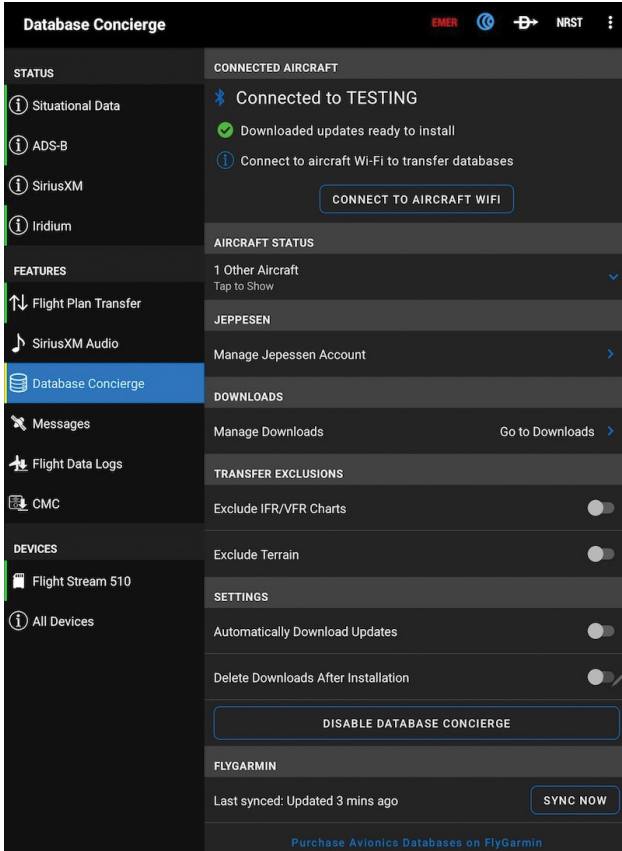 Database Concierge
EMER
NRST
STATUS
Situational Data
ADS-B
SiriusXM
Iridium
FEATURES
Flight Plan Transfer
SiriusXM Audio
Database Concierge
Messages
Flight Data Logs
CMC
DEVICES
Flight Stream 510
All Devices
CONNECTED AIRCRAFT
Connected to TESTING
Downloaded updates ready to install
Connect to aircraft Wi-Fi to transfer databases
CONNECT TO AIRCRAFT WIFI
AIRCRAFT STATUS
1 Other Aircraft
Tap to Show
JEPPESEN
Manage Jepessen Account
DOWNLOADS
Manage Downloads Go to Downloads
TRANSFER EXCLUSIONS
Exclude IFR/VFR Charts
Exclude Terrain
SETTINGS
Automatically Download Updates
Delete Downloads After Installation
DISABLE DATABASE CONCIERGE
FLYGARMIN
Last synced: Updated 3 mins ago SYNC NOW
Purchase Avionics Databases on FlyGarmin